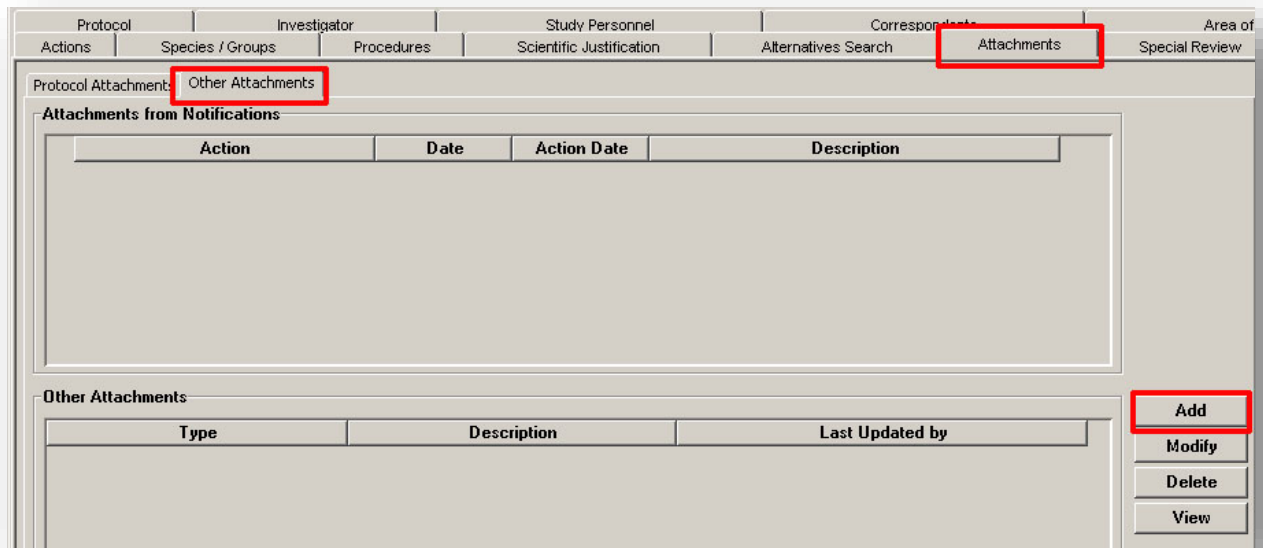 Protocol Investigator Study Personnel Area of
Actions Species / Groups Procedures Scientific Justification Alternatives Search Attachments Special Review
Protocol Attachments Other Attachments
Attachments from Notifications
Action Date Action Date Description
Other Attachments
Type Description Last Updated by
Add
Modify
Delete
View